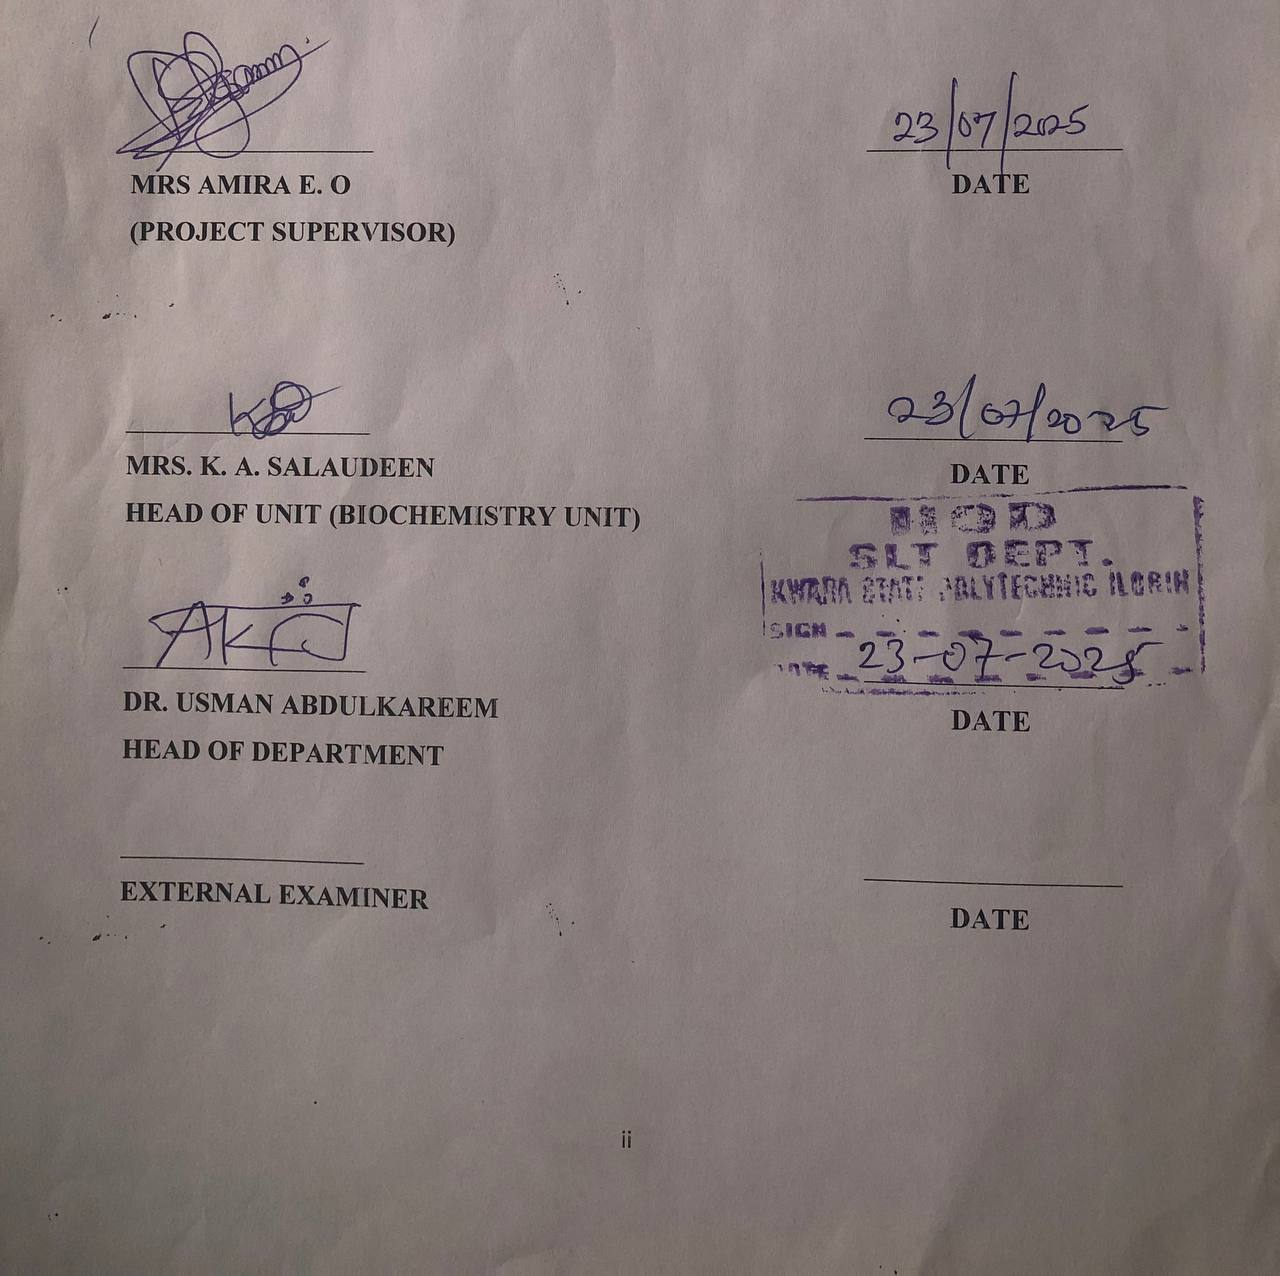 23/07/2025
MRS AMIRA E. O
DATE
(PROJECT SUPERVISOR)
23/07/2025
MRS. K. A. SALAUDEEN
DATE
HEAD OF UNIT (BIOCHEMISTRY UNIT)
HOD
SLT DEPT.
KWARA STATE POLYTECHNIC ILORIN
SIGN
DATE 23-07-2025
DR. USMAN ABDULKAREEM
DATE
HEAD OF DEPARTMENT
EXTERNAL EXAMINER
DATE
ii